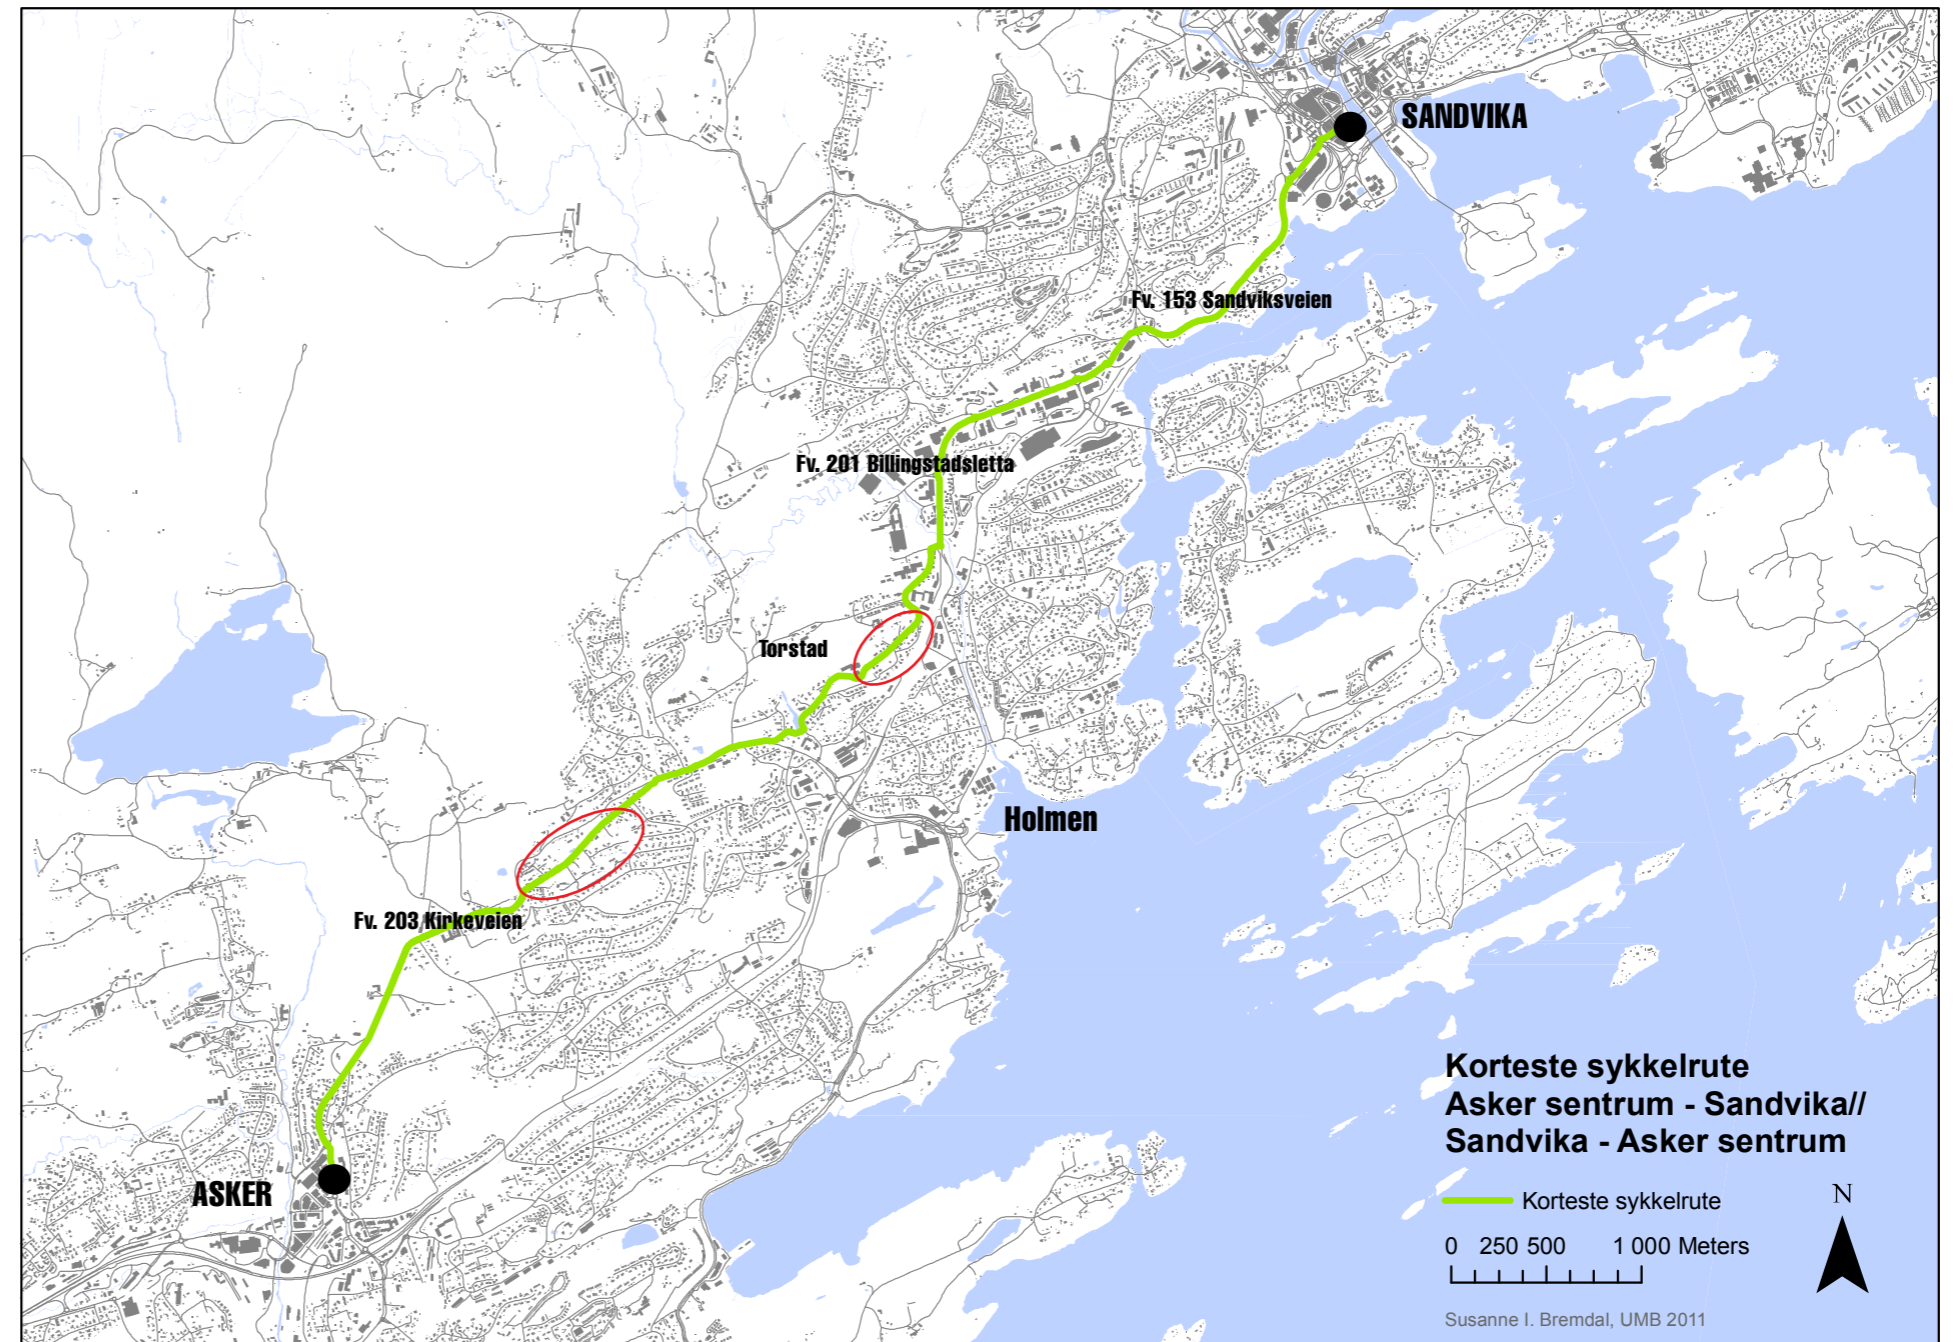 SANDVIKA
Fv. 153 Sandviksveien
Fv. 201 Billingstadsletta
Torstad
Holmen
Fv. 203 Kirkeveien
ASKER
Korteste sykkelrute
Asker sentrum - Sandvika//
Sandvika - Asker sentrum
Korteste sykkelrute
N
0 250 500 1 000 Meters
Susanne I. Bremdal, UMB 2011